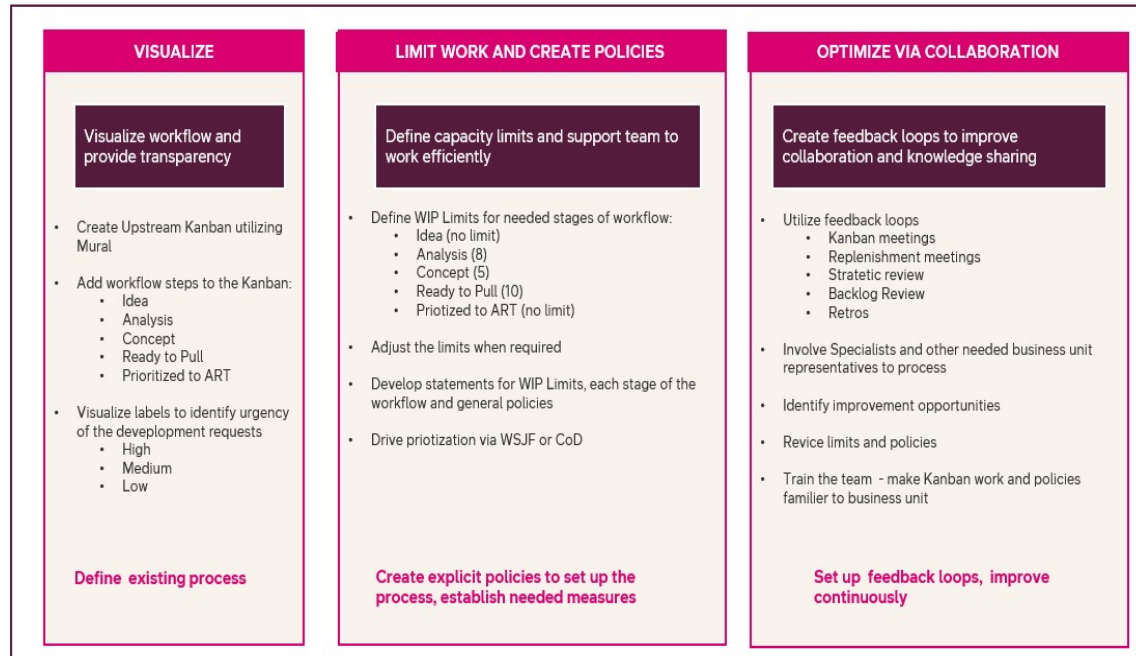 VISUALIZE
Visualize workflow and
provide transparency
• Create Upstream Kanban utilizing
Mural
• Add workflow steps to the Kanban:
• Idea
• Analysis
• Concept
• Ready to Pull
• Prioritized to ART
• Visualize labels to identify urgency
of the deveplopment requests
• High
• Medium
• Low
Define existing process
LIMIT WORK AND CREATE POLICIES
Define capacity limits and support team to
work efficiently
• Define WIP Limits for needed stages of workflow:
• Idea (no limit)
• Analysis (8)
• Concept (5)
• Ready to Pull (10)
• Priotized to ART (no limit)
• Adjust the limits when required
• Develop statements for WIP Limits, each stage of the
workflow and general policies
• Drive priotization via WSJF or CoD
Create explicit policies to set up the
process, establish needed measures
OPTIMIZE VIA COLLABORATION
Create feedback loops to improve
collaboration and knowledge sharing
• Utilize feedback loops
• Kanban meetings
• Replenishment meetings
• Stratetic review
• Backlog Review
• Retros
• Involve Specialists and other needed business unit
representatives to process
• Identify improvement opportunities
• Revice limits and policies
• Train the team - make Kanban work and policies
familier to business unit
Set up feedback loops, improve
continuously